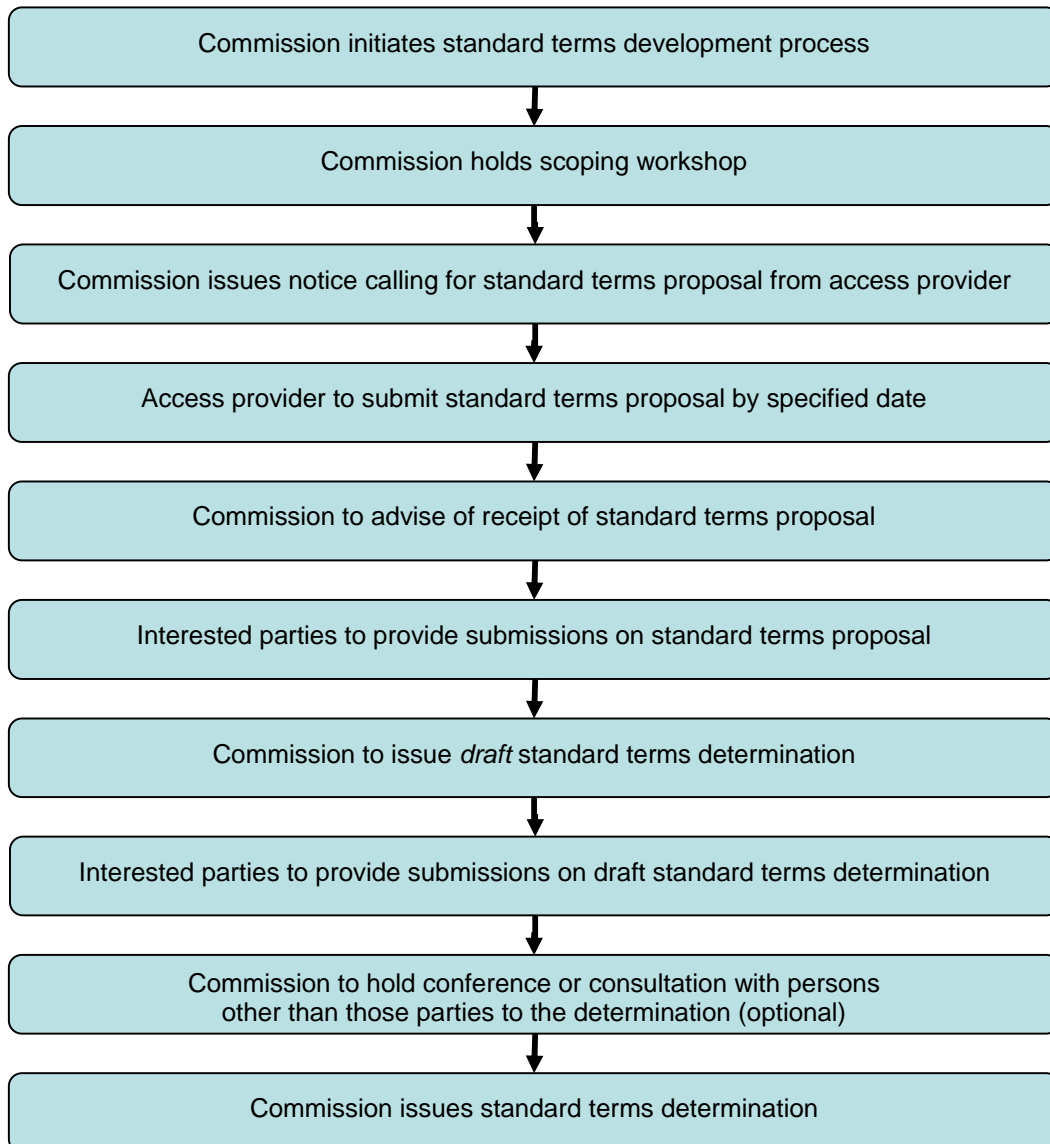 Commission initiates standard terms development process
Commission holds scoping workshop
Commission issues notice calling for standard terms proposal from access provider
Access provider to submit standard terms proposal by specified date
Commission to advise of receipt of standard terms proposal
Interested parties to provide submissions on standard terms proposal
Commission to issue draft standard terms determination
Interested parties to provide submissions on draft standard terms determination
Commission to hold conference or consultation with persons
other than those parties to the determination (optional)
Commission issues standard terms determination